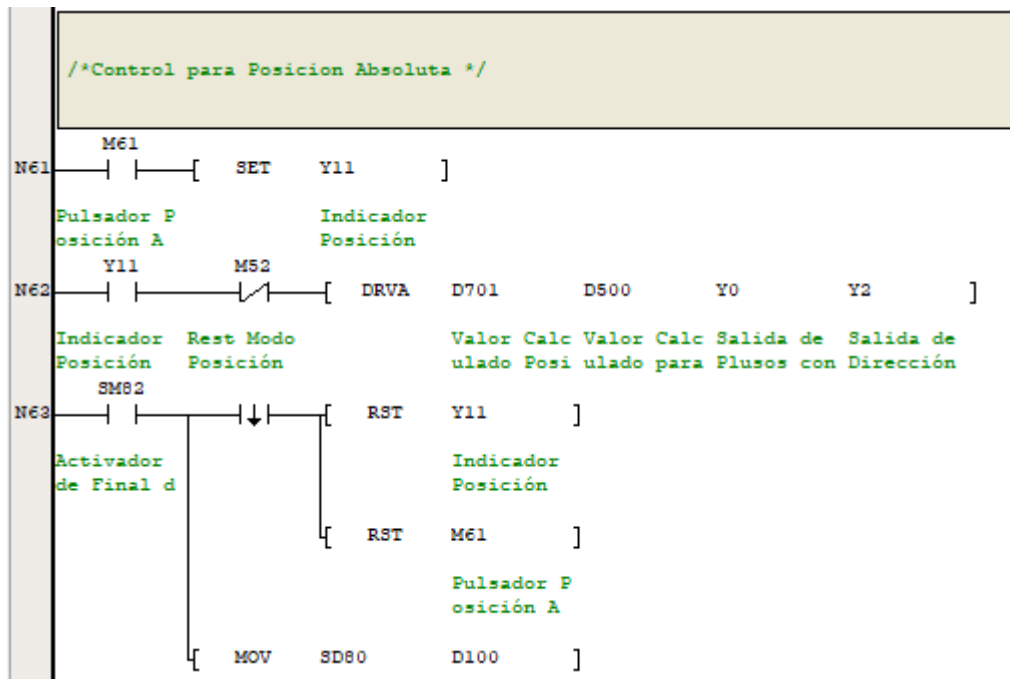 /*Control para Posicion Absoluta */
M61
N61 SET Y11
Pulsador P Indicador
osición A Posición
Y11 M52
N62 DRVA D701 D500 Y0 Y2
Indicador Rest Modo Valor Calc Valor Calc Salida de Salida de
Posición Posición ulado Posi ulado para Plusos con Dirección
SM82
N63 RST Y11
Activador Indicador
de Final d Posición
RST M61
Pulsador P
osición A
MOV SD80 D100